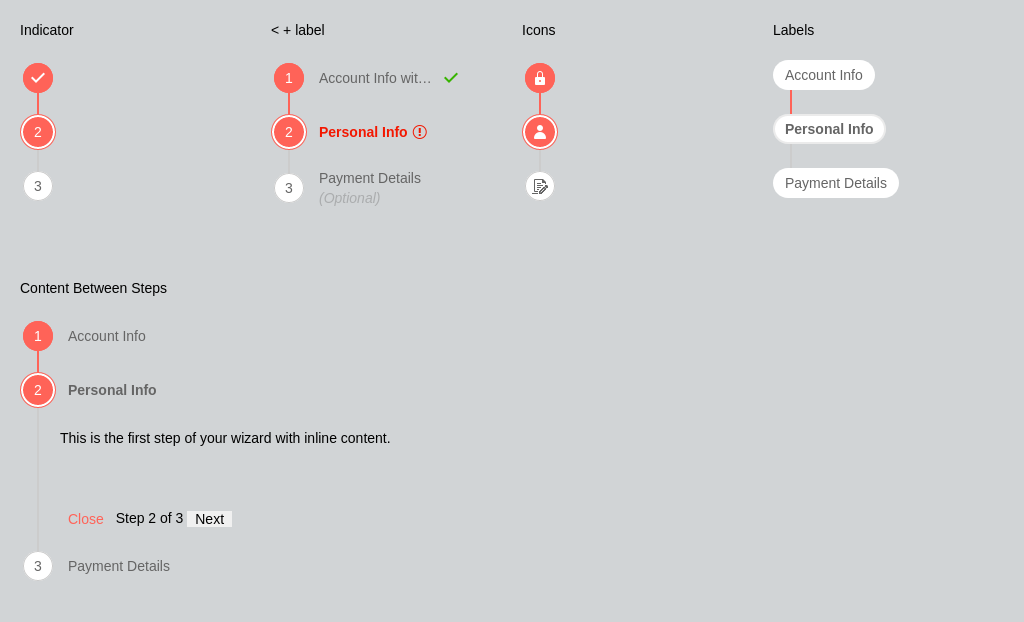 Indicator
2
3
< + label
1 Account Info wit...
2 Personal Info
3 Payment Details
(Optional)
Icons
Labels
Account Info
Personal Info
Payment Details
Content Between Steps
1 Account Info
2 Personal Info
This is the first step of your wizard with inline content.
Close Step 2 of 3 Next
3 Payment Details